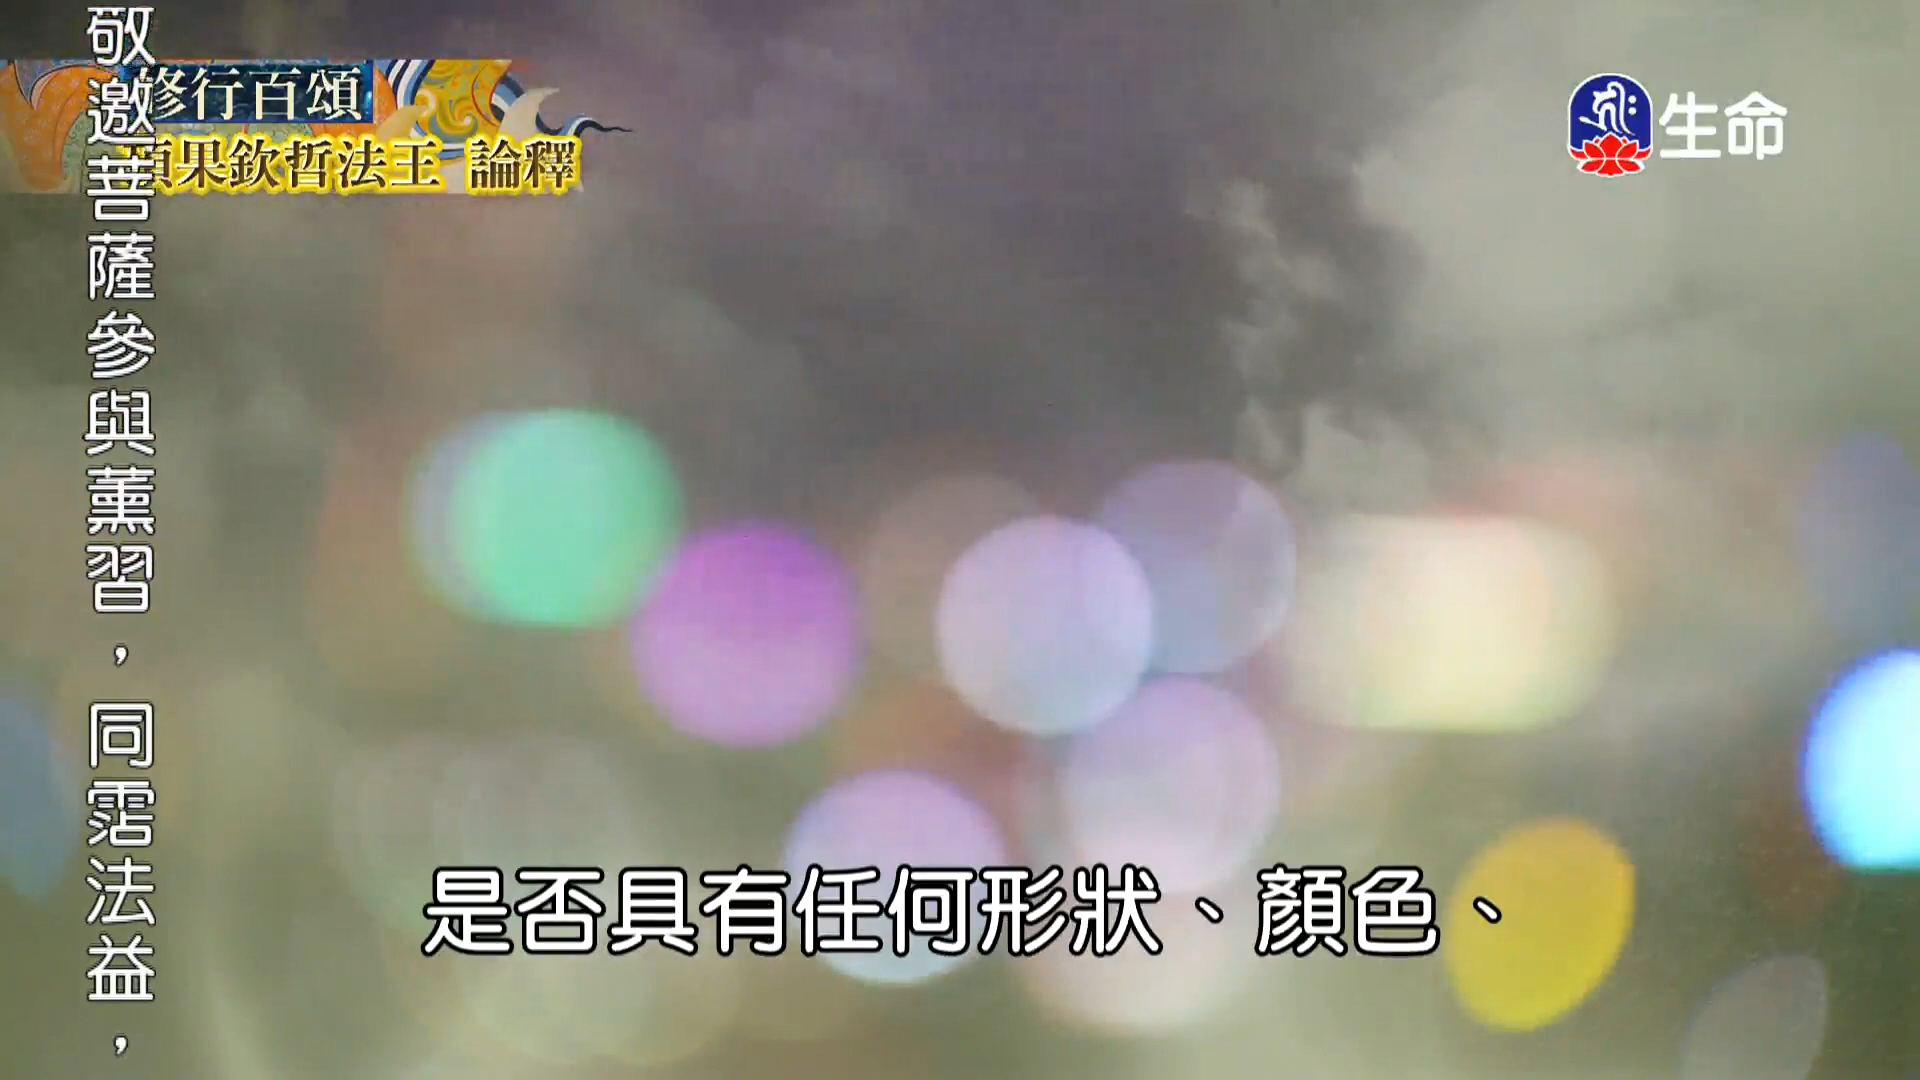 修行百頌
頂果欽哲法王 論釋
生命
敬邀菩薩參與薰習，同霑法益，
是否具有任何形狀、顏色、